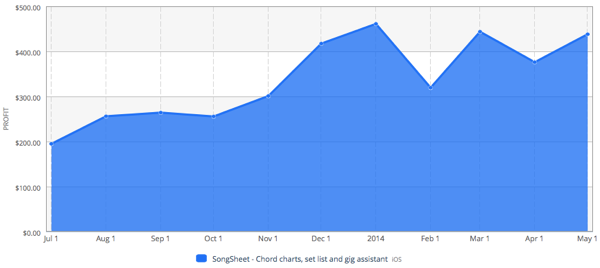 $500.00
$400.00
$300.00
$200.00
$100.00
$0.00
PROFIT
Jul 1 Aug 1 Sep 1 Oct 1 Nov 1 Dec 1 2014 Feb 1 Mar 1 Apr 1 May 1
SongSheet - Chord charts, set list and gig assistant iOS